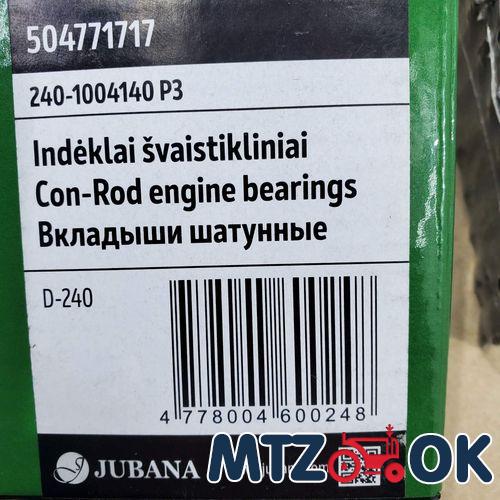 504771717
240-1004140 P3
Indėklai švaistikliniai
Con-Rod engine bearings
Вкладыши шатунные
D-240
4 778004 600248
JUBANA
MTZ OK